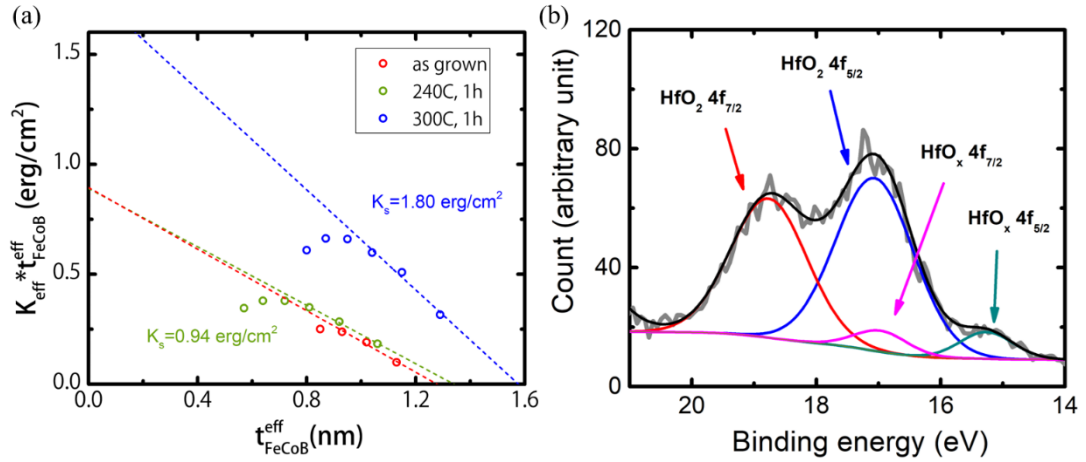 (a)
1.5
1.0
0.5
0.0
K_eff*t^eff_FeCoB (erg/cm²)
as grown
240C, 1h
300C, 1h
K_s=1.80 erg/cm²
K_s=0.94 erg/cm²
0.0 0.4 0.8 1.2 1.6
t^eff_FeCoB(nm)
(b)
120
80
40
0
Count (arbitrary unit)
HfO₂ 4f_5/2
HfO₂ 4f_7/2
HfO_x 4f_7/2
HfO_x 4f_5/2
20 18 16 14
Binding energy (eV)